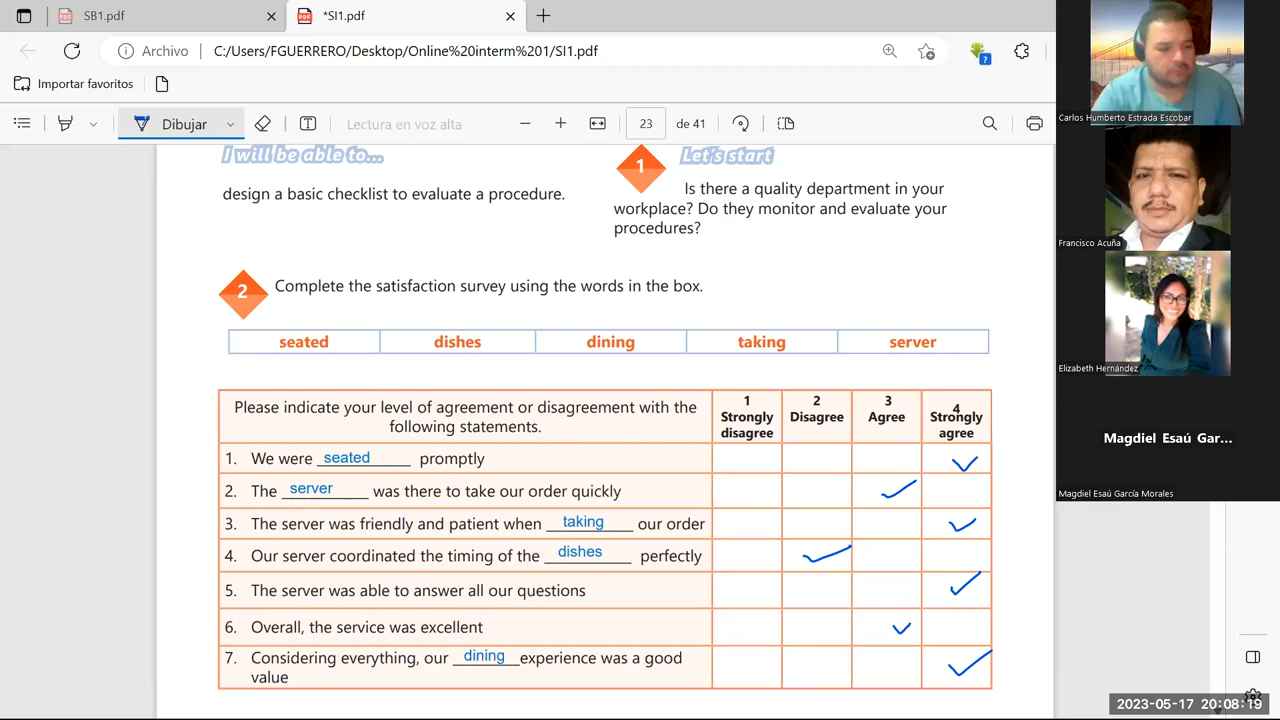 SB1.pdf
*SI1.pdf
Archivo
C:/Users/FGUERRERO/Desktop/Online%20interm%201/SI1.pdf
Importar favoritos
Dibujar
Lectura en voz alta
23
de 41
I will be able to...
design a basic checklist to evaluate a procedure.
1
Let's start
Is there a quality department in your
workplace? Do they monitor and evaluate your
procedures?
2
Complete the satisfaction survey using the words in the box.
seated dishes dining taking server
Please indicate your level of agreement or disagreement with the
following statements.
1
Strongly
disagree
2
Disagree
3
Agree
4
Strongly
agree
1. We were seated promptly
2. The server was there to take our order quickly
3. The server was friendly and patient when taking our order
4. Our server coordinated the timing of the dishes perfectly
5. The server was able to answer all our questions
6. Overall, the service was excellent
7. Considering everything, our dining experience was a good
value
Carlos Humberto Estrada Escobar
Francisco Acuña
Elizabeth Hernández
Magdiel Esaú Gar...
Magdiel Esaú García Morales
2023-05-17 20:08:19